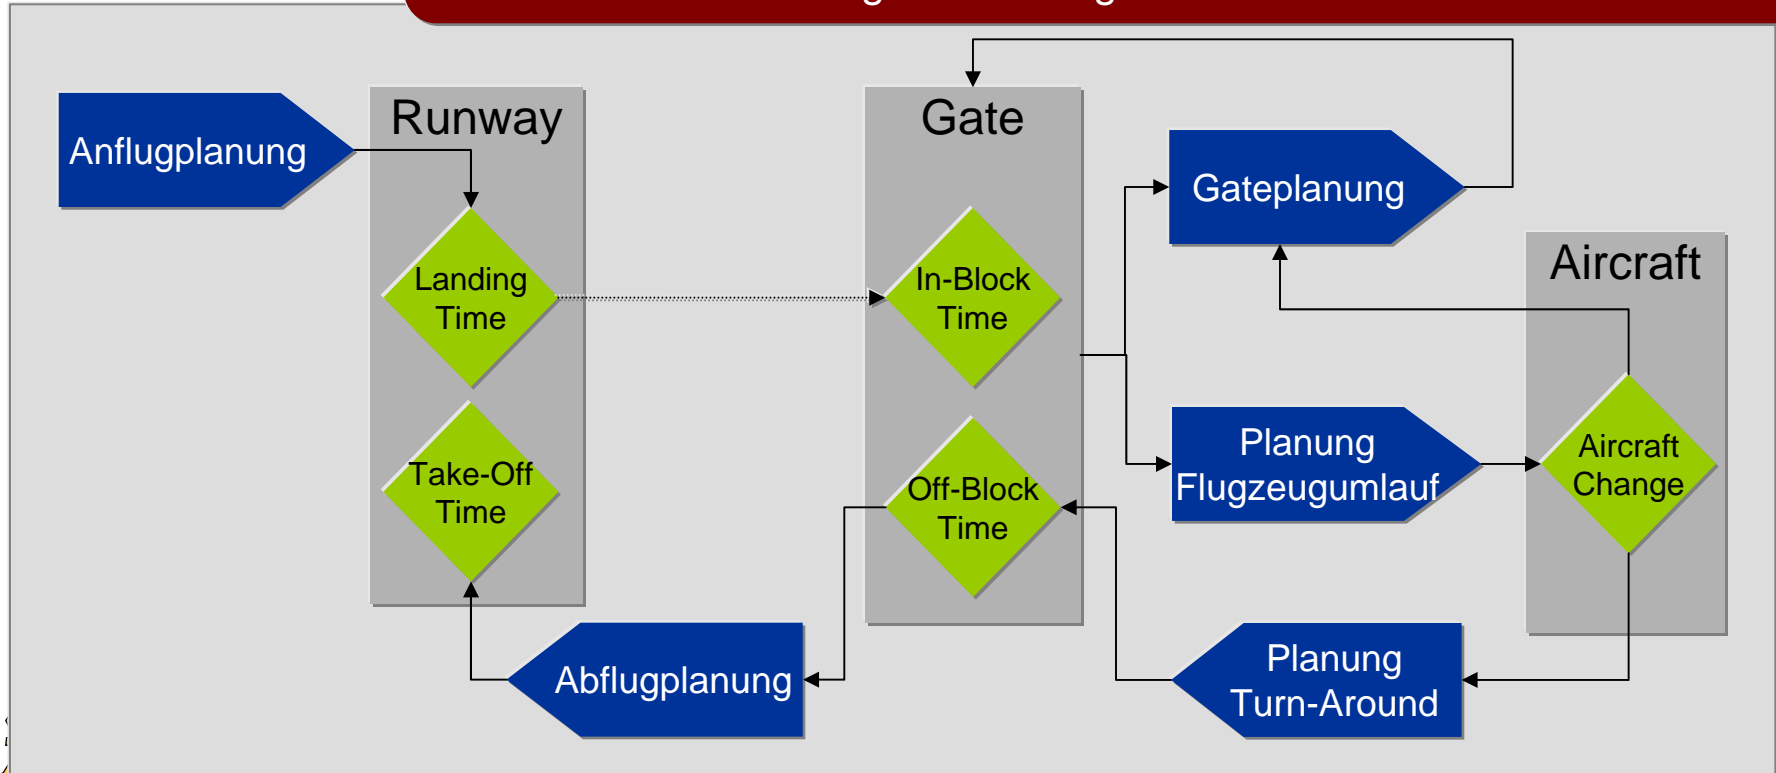 Anflugplanung
Runway
Landing
Time
Take-Off
Time
Gate
In-Block
Time
Off-Block
Time
Gateplanung
Aircraft
Planung
Flugzeugumlauf
Aircraft
Change
Abflugplanung
Planung
Turn-Around